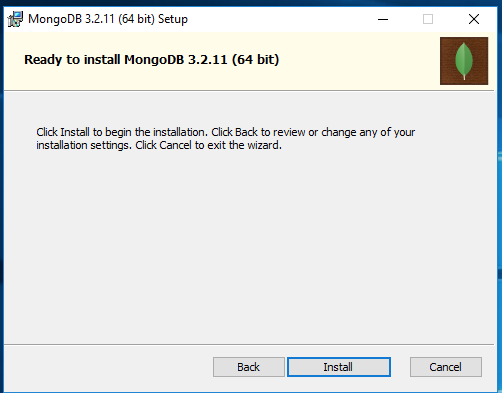 MongoDB 3.2.11 (64 bit) Setup
Ready to install MongoDB 3.2.11 (64 bit)
Click Install to begin the installation. Click Back to review or change any of your
installation settings. Click Cancel to exit the wizard.
Back
Install
Cancel